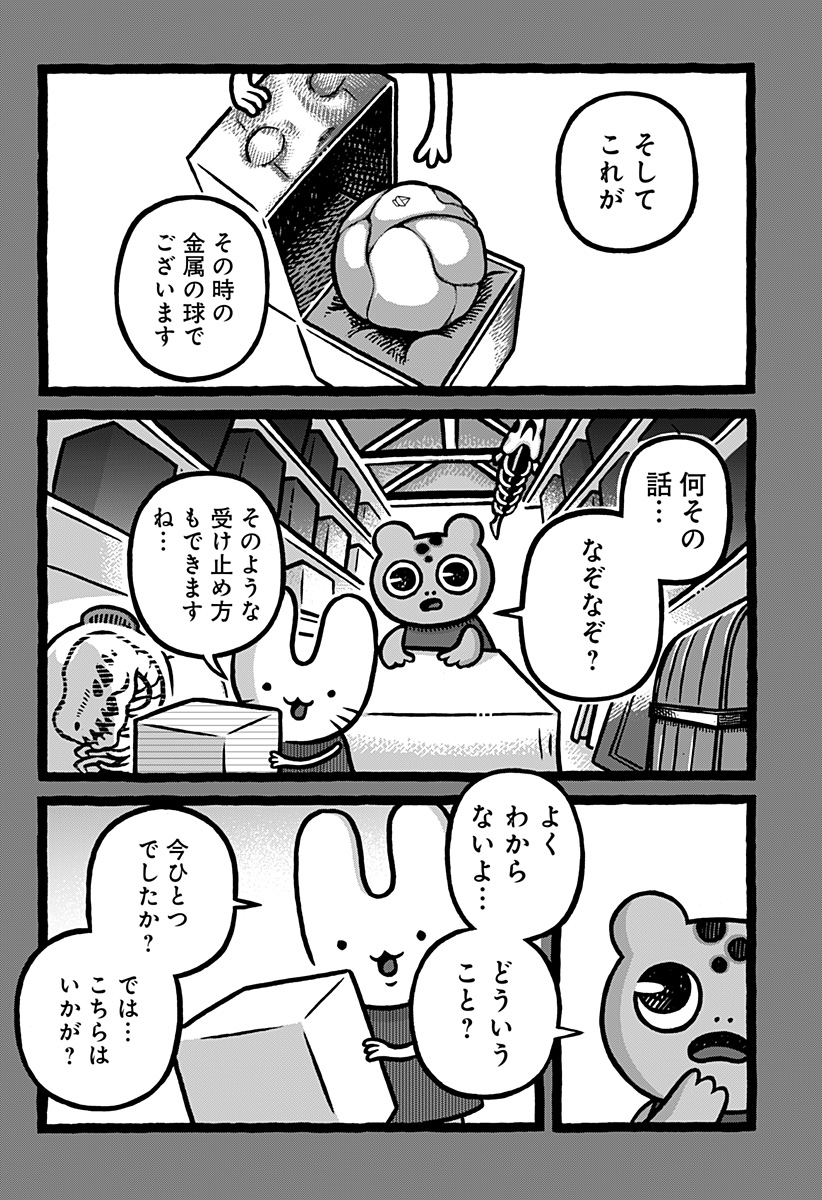 そして
これが
その時の
金属の球で
ございます
何その
話…
なぞなぞ？
そのような
受け止め方
もできます
ね…
よく
わから
ないよ…
どういう
こと？
今ひとつ
でしたか？
では…
こちらは
いかが？